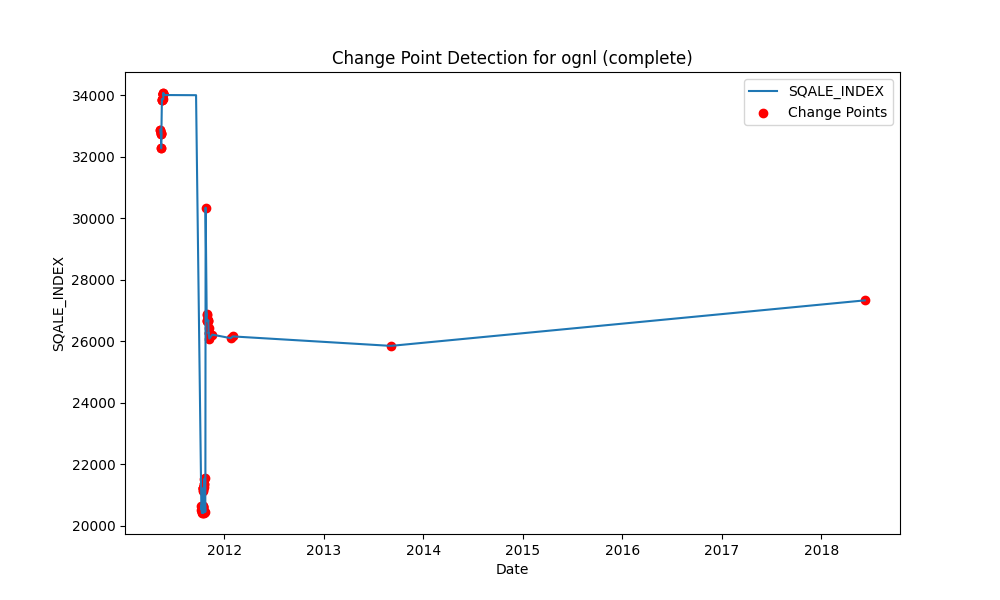 Change Point Detection for ognl (complete)
SQALE_INDEX
Change Points
34000
32000
30000
28000
26000
24000
22000
20000
SQALE_INDEX
2012 2013 2014 2015 2016 2017 2018
Date